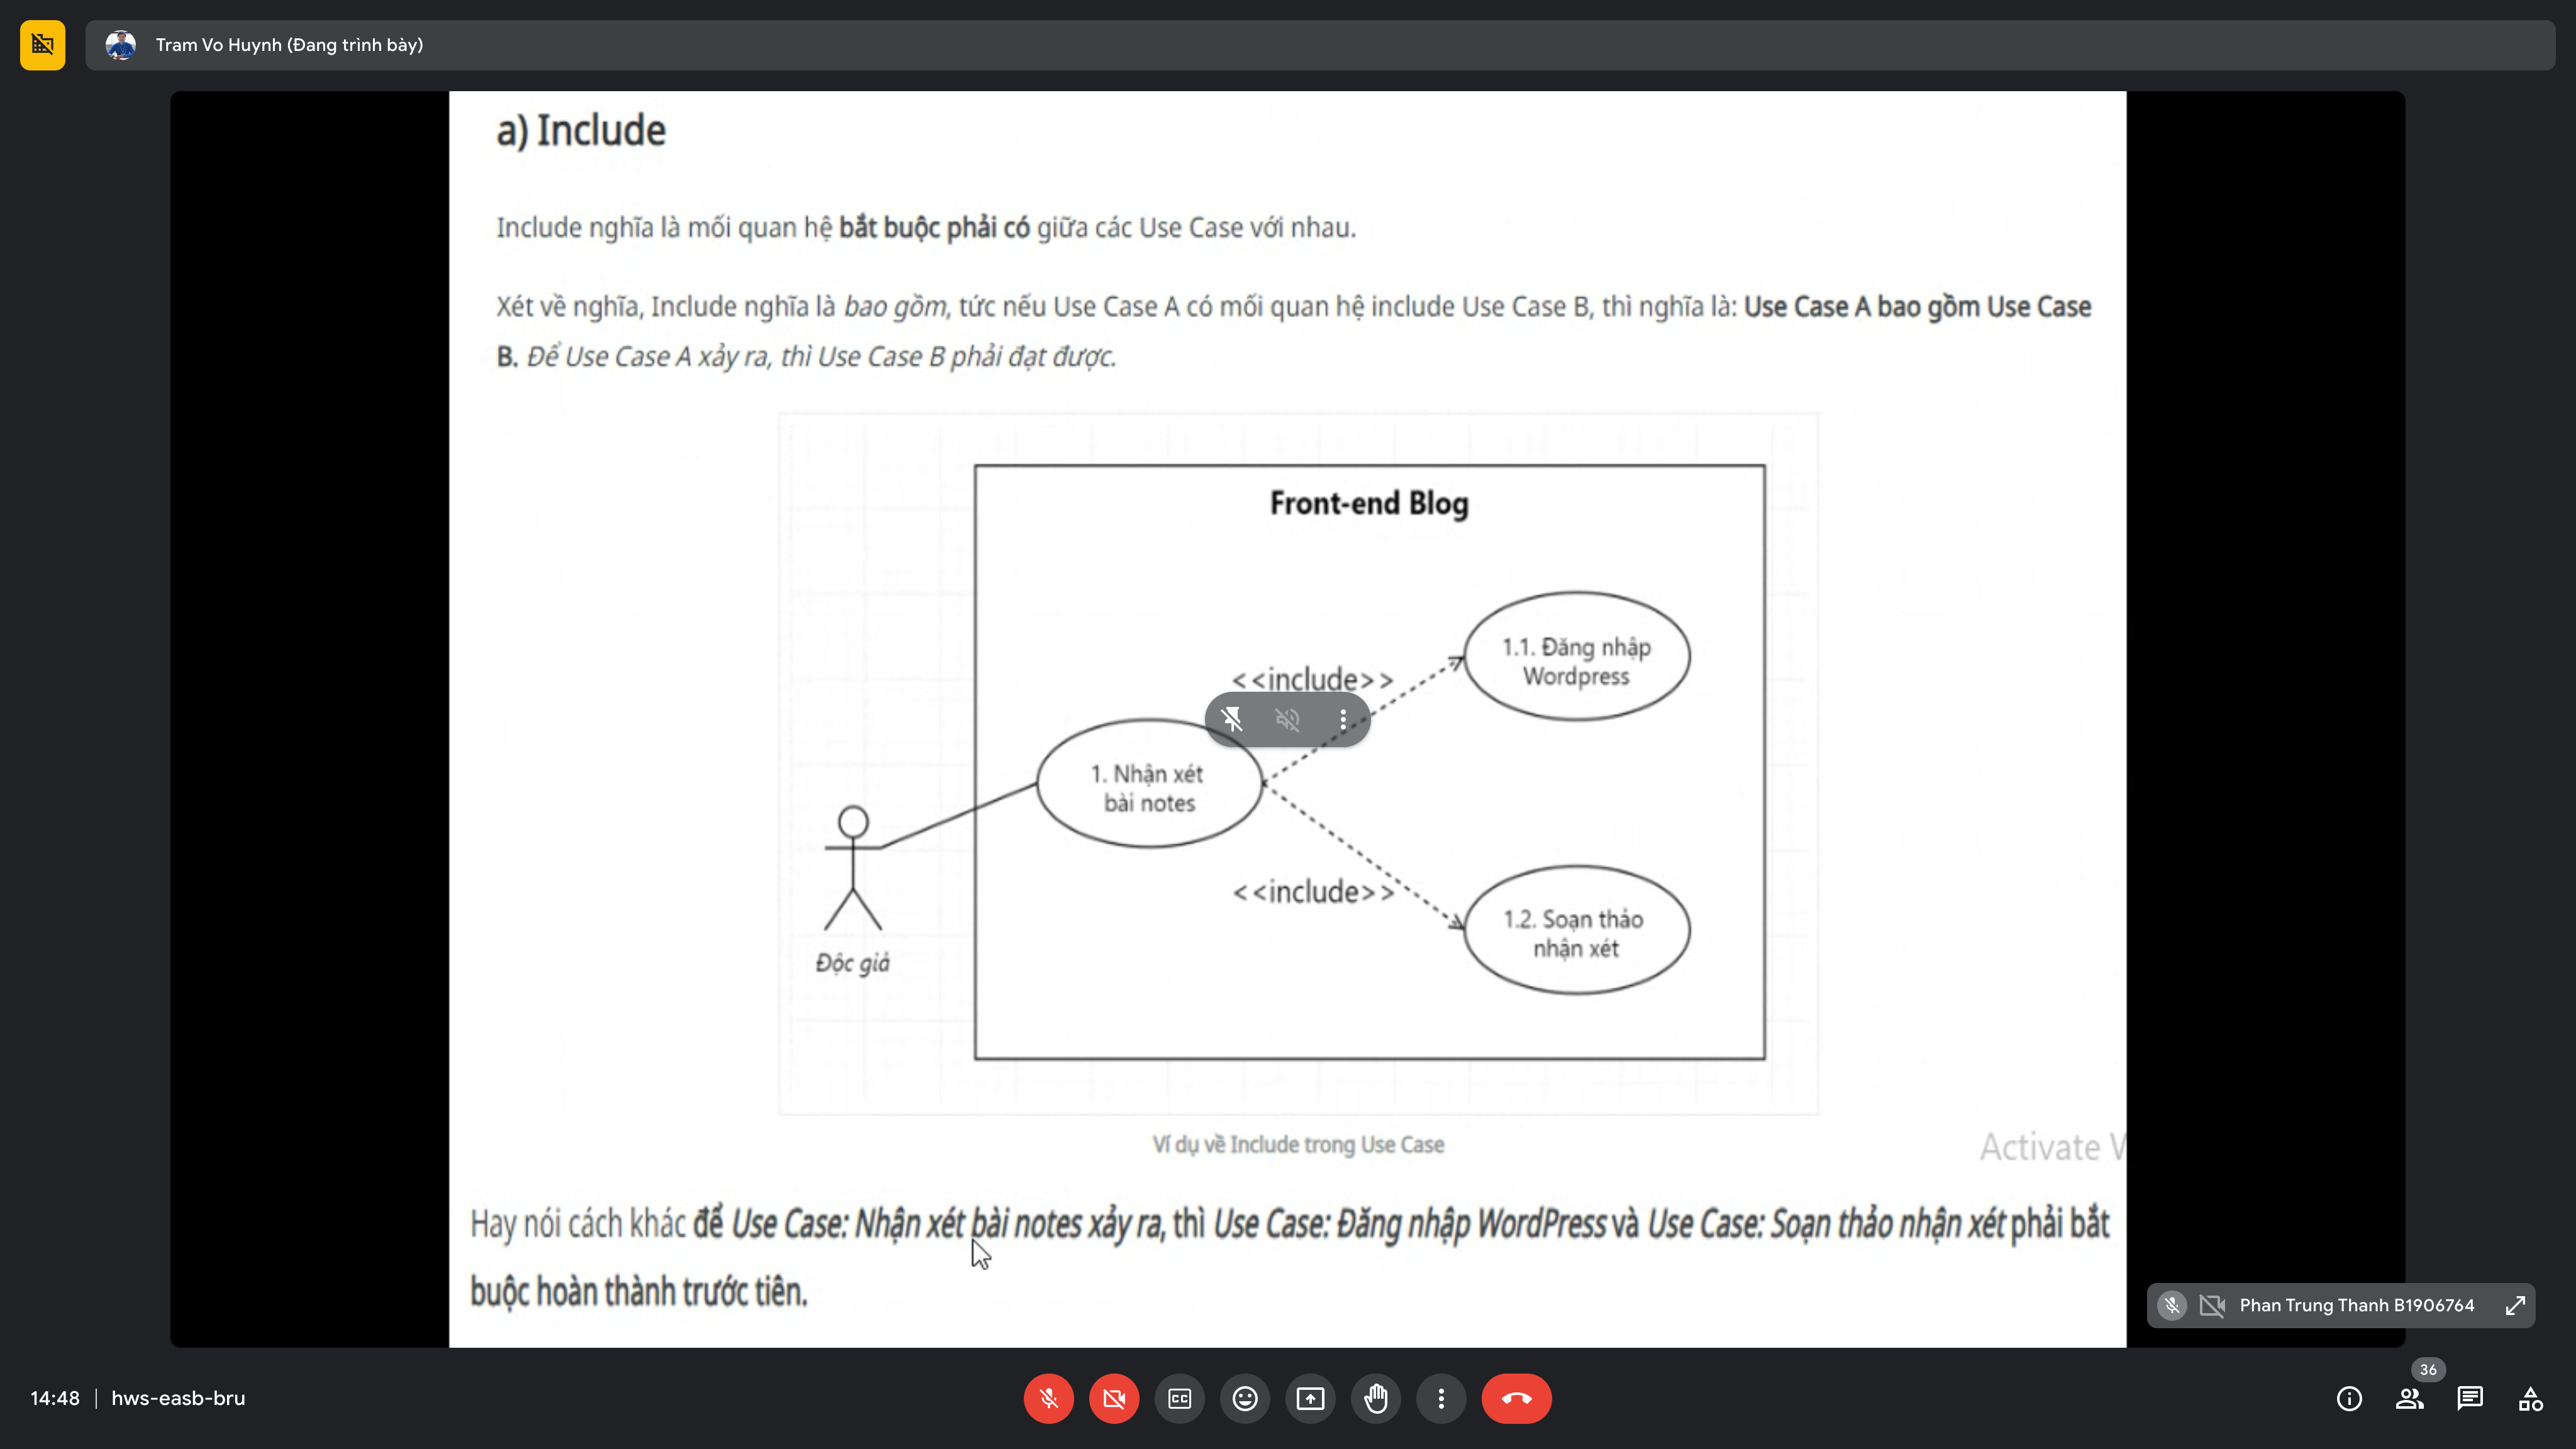 Tram Vo Huynh (Đang trình bày)
a) Include
Include nghĩa là mối quan hệ bắt buộc phải có giữa các Use Case với nhau.
Xét về nghĩa, Include nghĩa là bao gồm, tức nếu Use Case A có mối quan hệ include Use Case B, thì nghĩa là: Use Case A bao gồm Use Case
B. Để Use Case A xảy ra, thì Use Case B phải đạt được.
Front-end Blog
1.1. Đăng nhập
Wordpress
<<include>>
1. Nhận xét
bài notes
<<include>>
1.2. Soạn thảo
nhận xét
Độc giả
Ví dụ về Include trong Use Case
Activate
Hay nói cách khác để Use Case: Nhận xét bài notes xảy ra, thì Use Case: Đăng nhập WordPress và Use Case: Soạn thảo nhận xét phải bắt
buộc hoàn thành trước tiên.
Phan Trung Thanh B1906764
36
14:48 | hws-easb-bru
CC